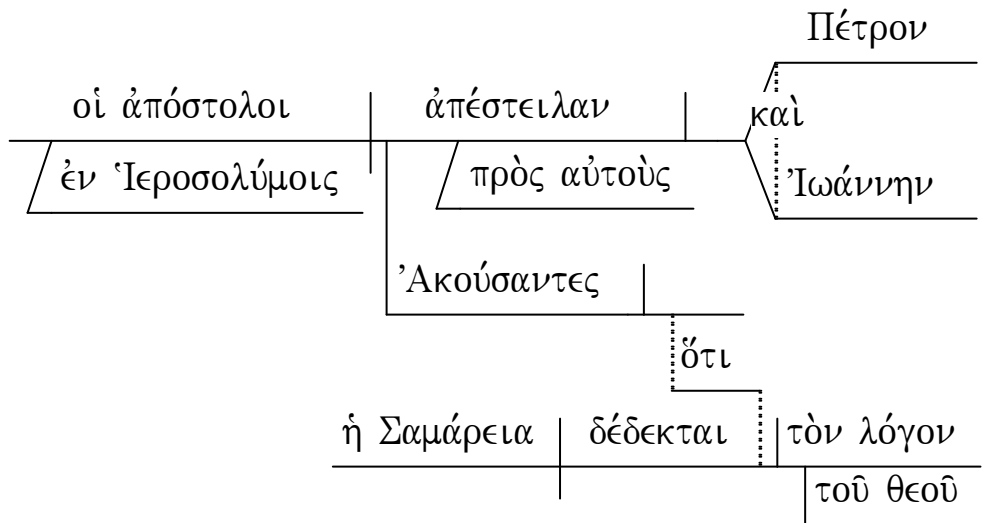 Πέτρον
οἱ ἀπόστολοι ἀπέστειλαν καὶ
ἐν Ἱεροσολύμοις πρὸς αὐτοὺς Ἰωάννην
Ἀκούσαντες
ὅτι
ἡ Σαμάρεια δέδεκται τὸν λόγον
τοῦ θεοῦ